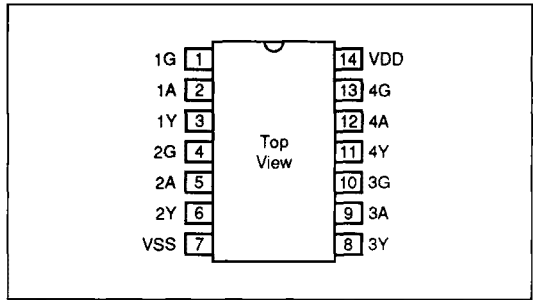 1G 1 14 VDD
1A 2 13 4G
1Y 3 12 4A
2G 4 Top View 11 4Y
2A 5 10 3G
2Y 6 9 3A
VSS 7 8 3Y